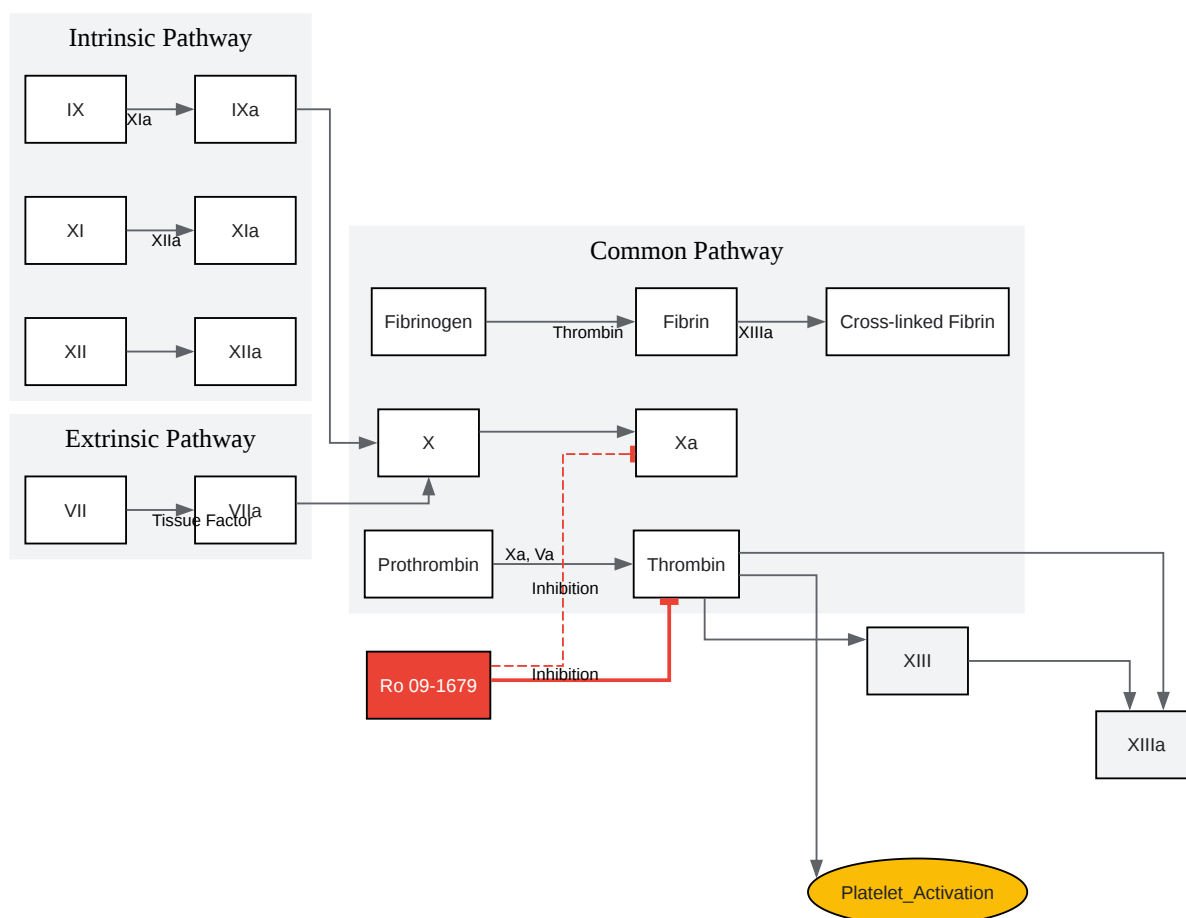 Intrinsic Pathway
IX
XIa
IXa
XI
XIIa
XIa
XII
XIIa
Extrinsic Pathway
VII
Tissue Factor
VIIa
Common Pathway
Fibrinogen
Thrombin
Fibrin
XIIIa
Cross-linked Fibrin
X
Xa
Prothrombin
Xa, Va
Thrombin
Inhibition
Ro 09-1679
Inhibition
XIII
XIIIa
Platelet_Activation